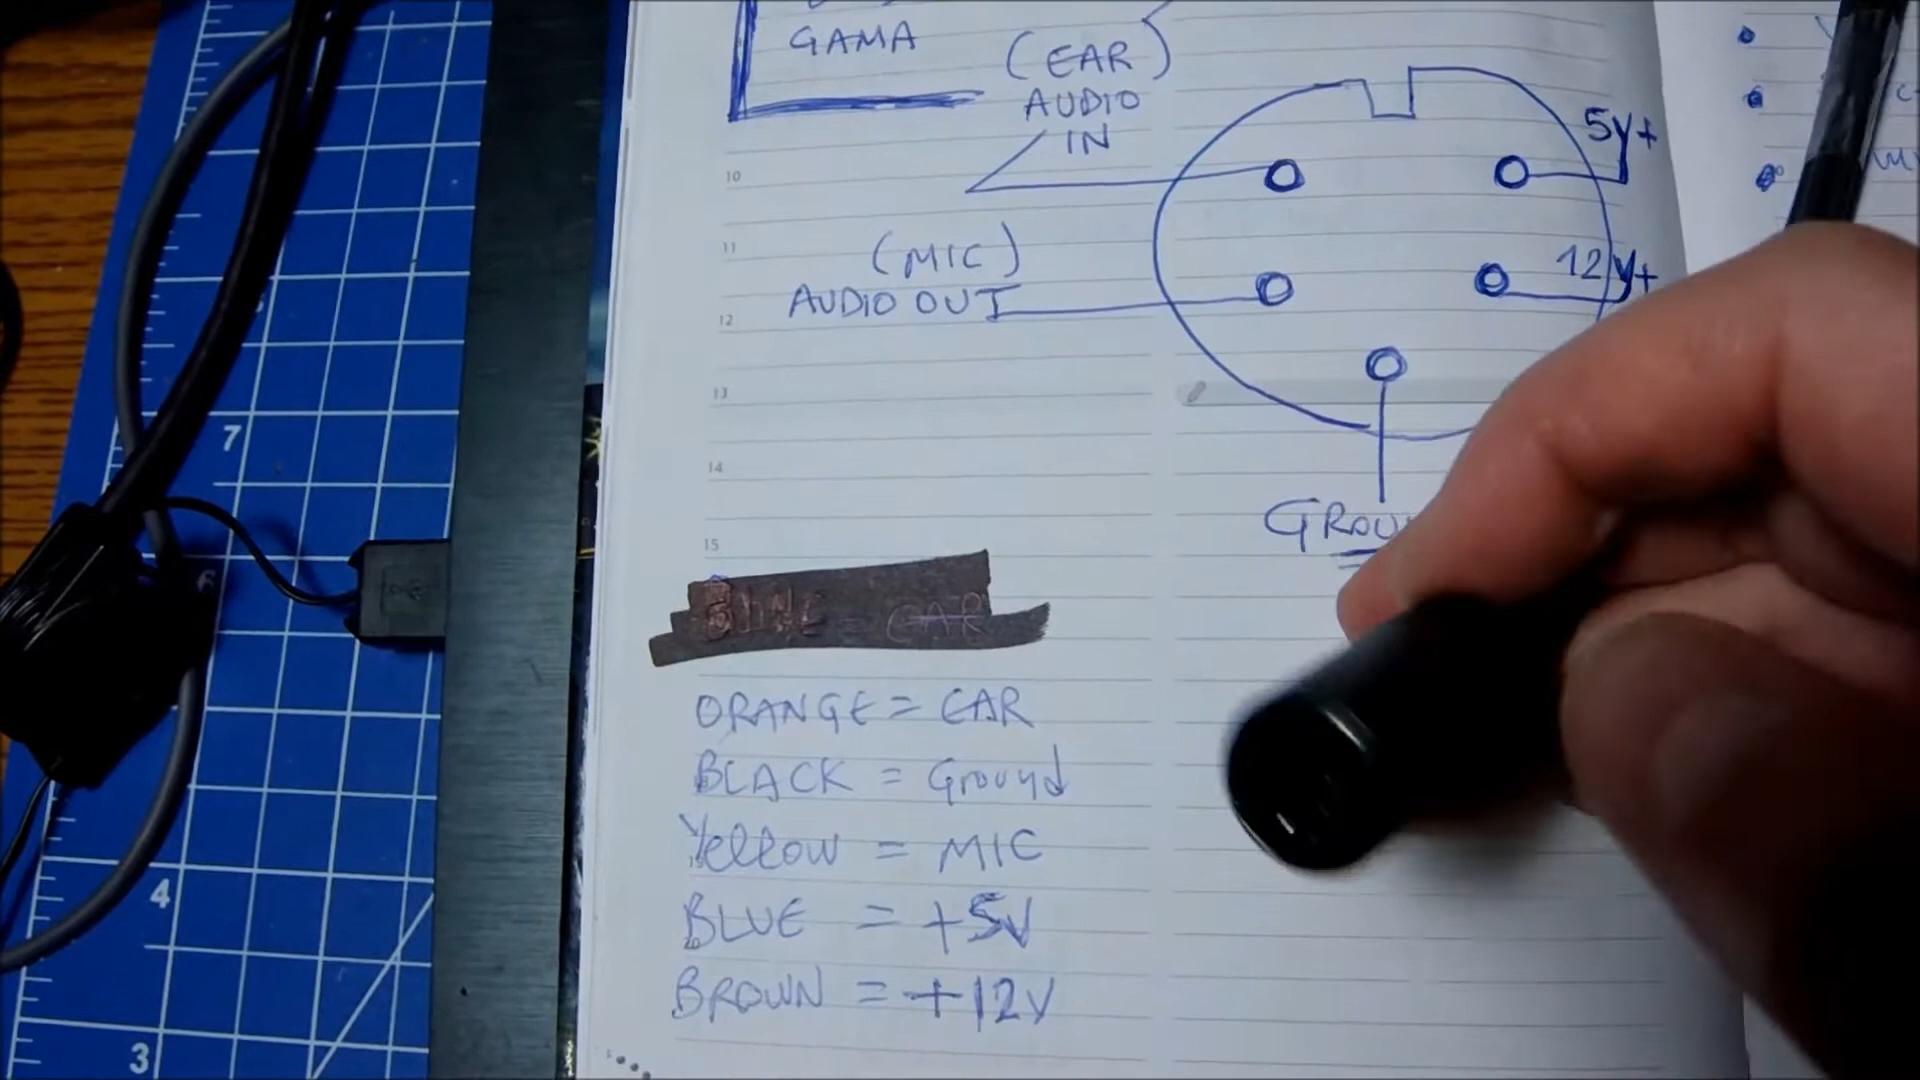 GAMA
(EAR)
AUDIO
IN
5V+
10
11
(MIC)
AUDIO OUT
12V+
12
13
14
15
EAR
ORANGE = EAR
BLACK = Ground
Yellow = MIC
BLUE = +5V
BROWN = +12V
7
6
4
3